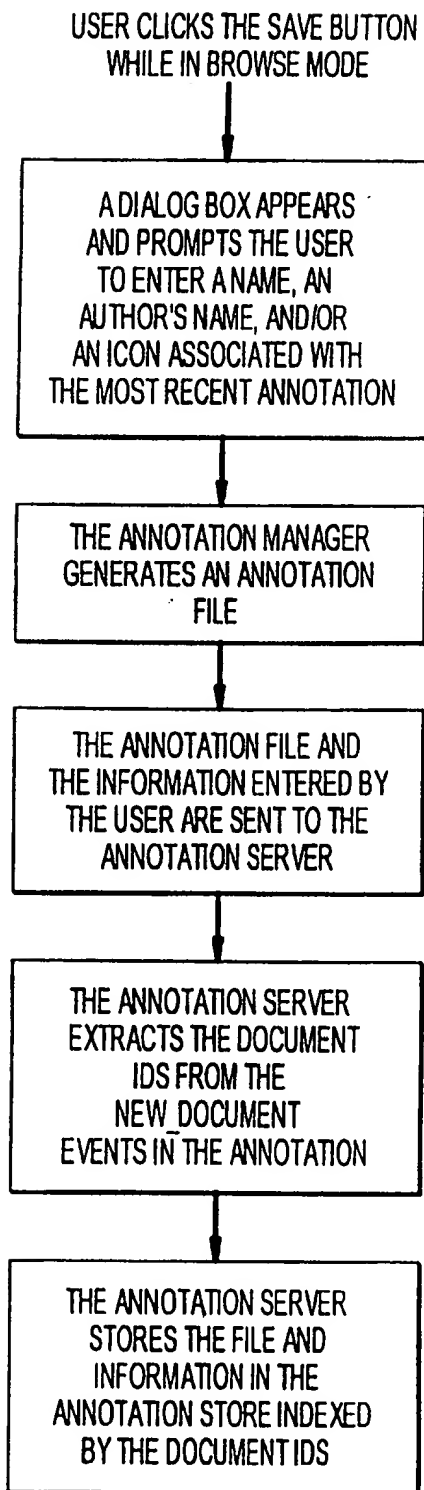 USER CLICKS THE SAVE BUTTON
WHILE IN BROWSE MODE
A DIALOG BOX APPEARS
AND PROMPTS THE USER
TO ENTER A NAME, AN
AUTHOR'S NAME, AND/OR
AN ICON ASSOCIATED WITH
THE MOST RECENT ANNOTATION
THE ANNOTATION MANAGER
GENERATES AN ANNOTATION
FILE
THE ANNOTATION FILE AND
THE INFORMATION ENTERED BY
THE USER ARE SENT TO THE
ANNOTATION SERVER
THE ANNOTATION SERVER
EXTRACTS THE DOCUMENT
IDS FROM THE
NEW_DOCUMENT
EVENTS IN THE ANNOTATION
THE ANNOTATION SERVER
STORES THE FILE AND
INFORMATION IN THE
ANNOTATION STORE INDEXED
BY THE DOCUMENT IDS